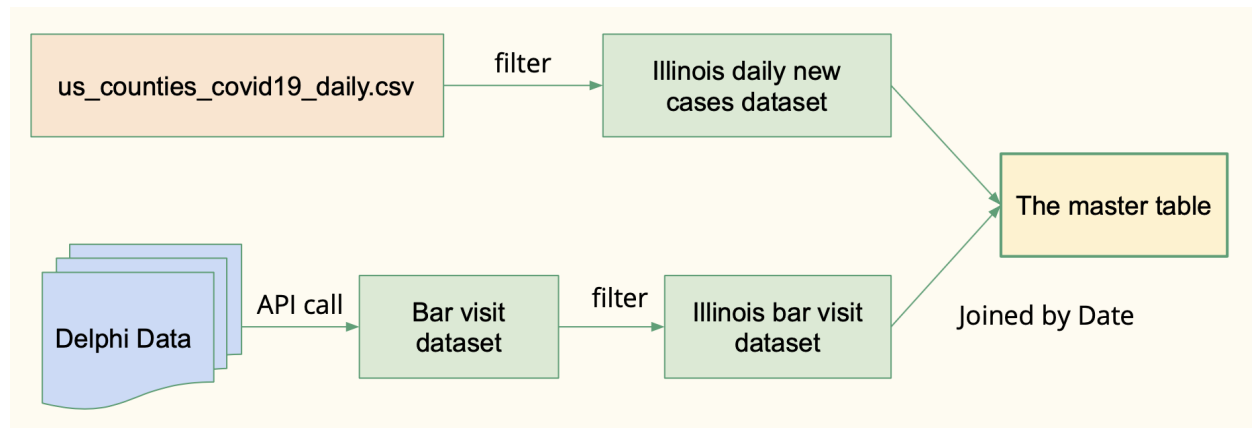 us_counties_covid19_daily.csv
filter
Illinois daily new
cases dataset
The master table
Delphi Data
API call
Bar visit
dataset
filter
Illinois bar visit
dataset
Joined by Date